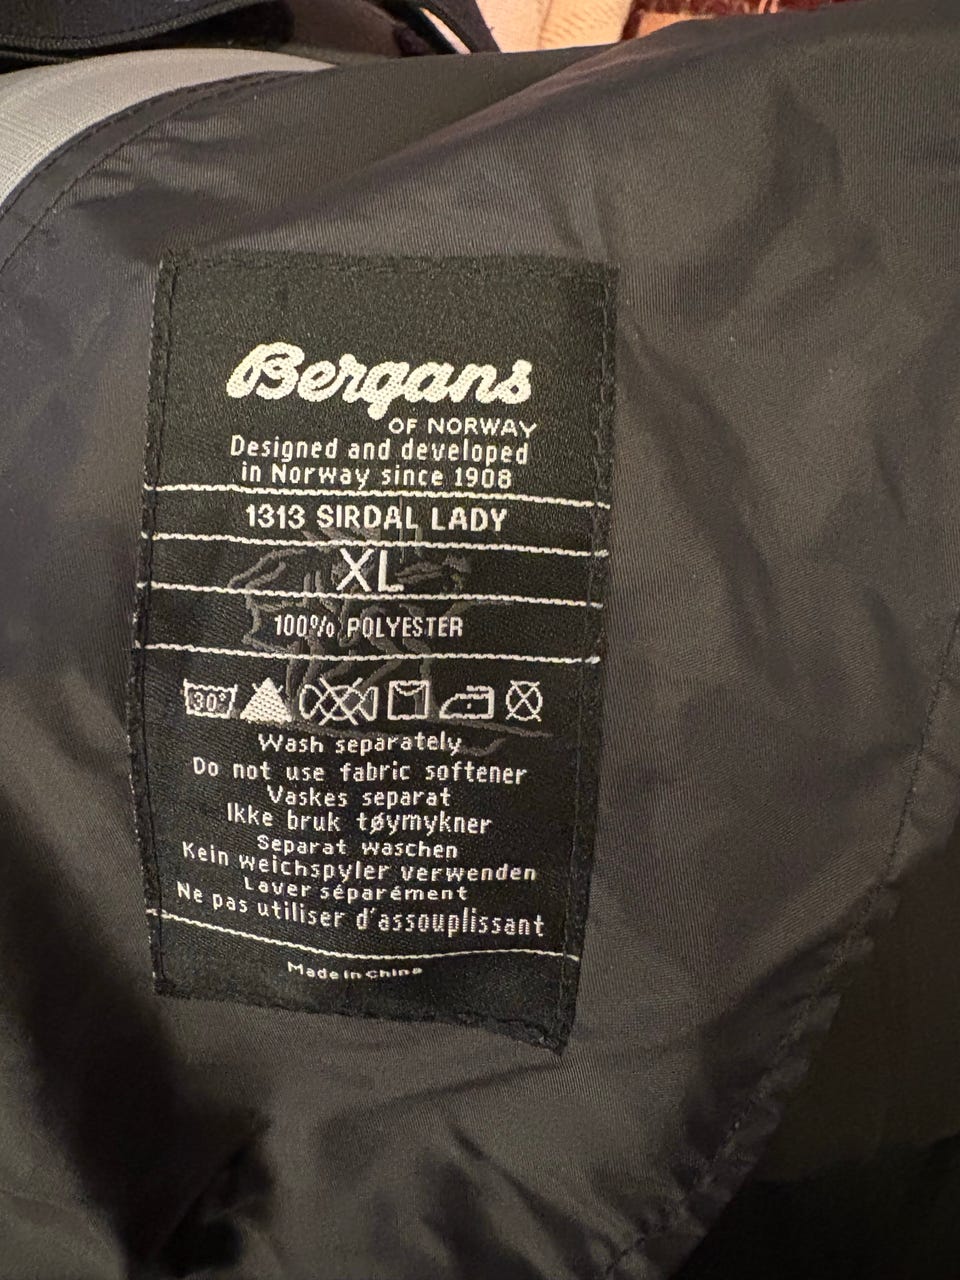 Bergans
OF NORWAY
Designed and developed
in Norway since 1908
1313 SIRDAL LADY
XL
100% POLYESTER
30°
Wash separately
Do not use fabric softener
Vaskes separat
Ikke bruk tøymykner
Separat waschen
Kein weichspyler verwenden
Laver séparément
Ne pas utiliser d'assouplissant
Made in China